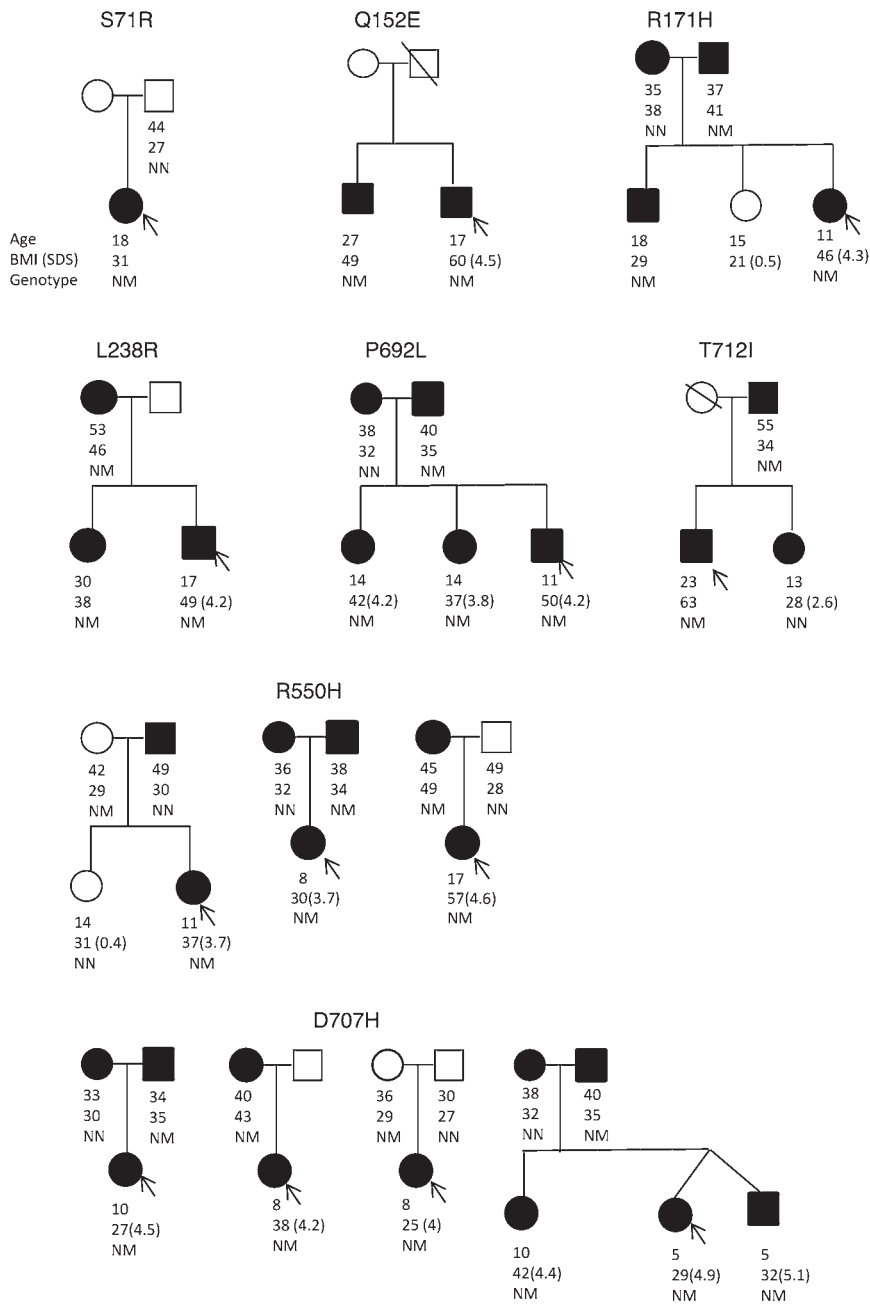 S71R
Q152E
R171H
44
27
NN
35
38
NN
37
41
NM
Age
BMI (SDS)
Genotype
18
31
NM
27
49
NM
17
60 (4.5)
NM
18
29
NM
15
21 (0.5)
11
46 (4.3)
NM
L238R
P692L
T712I
53
46
NM
38
32
NN
40
35
NM
55
34
NM
30
38
NM
17
49 (4.2)
NM
14
42(4.2)
NM
14
37(3.8)
NM
11
50(4.2)
NM
23
63
NM
13
28 (2.6)
NN
R550H
42
29
NM
49
30
NN
36
32
NN
38
34
NM
45
49
NM
49
28
NN
14
31 (0.4)
NN
11
37(3.7)
NM
8
30(3.7)
NM
17
57(4.6)
NM
D707H
33
30
NN
34
35
NM
40
43
NM
36
29
NM
30
27
NN
38
32
NN
40
35
NM
10
27(4.5)
NM
8
38 (4.2)
NM
8
25 (4)
NM
10
42(4.4)
NM
5
29(4.9)
NM
5
32(5.1)
NM